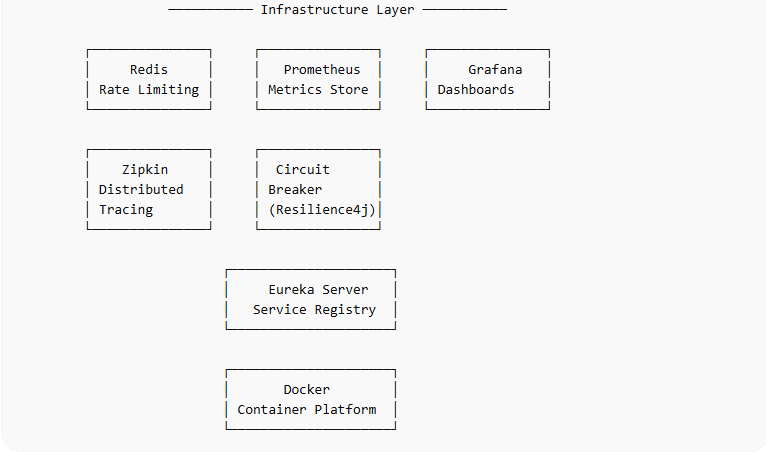 Infrastructure Layer
Redis Prometheus Grafana
Rate Limiting Metrics Store Dashboards
Zipkin Circuit
Distributed Breaker
Tracing (Resilience4j)
Eureka Server
Service Registry
Docker
Container Platform